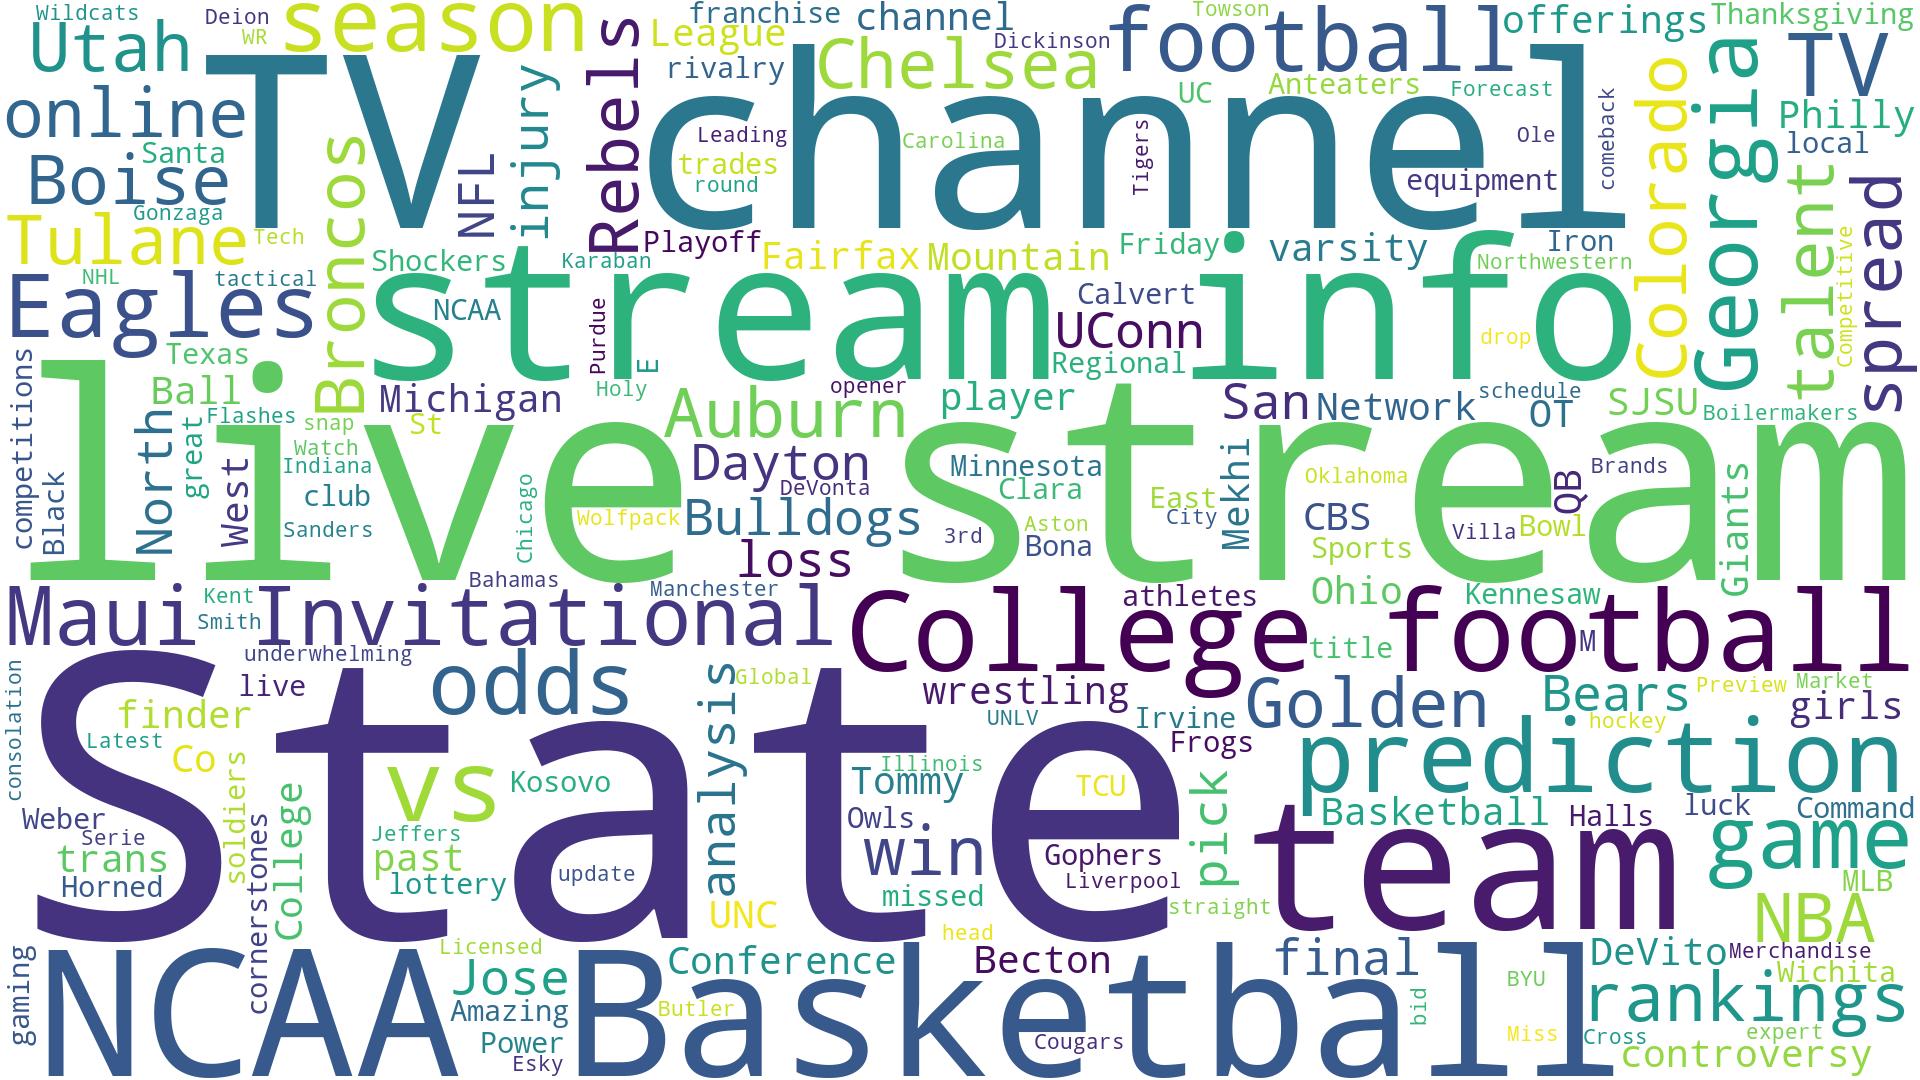 Wildcats
Deion
WR
season
franchise
channel
Towson
offerings
Thanksgiving
Utah
League
Dickinson
football
rivalry
Chelsea
TV
online
TV channel
injury
Rebels
UC
Anteaters
Forecast
comeback
Colorado
Georgia
Philly
local
Santa
Boise
Broncos
NFL
Leading
trades
round
Carolina
Tigers
Ole
equipment
talent
spread
Gonzaga
Tulane
Tech
Playoff
Fairfax
Mountain
Friday
varsity
Iron
Northwestern
Competitive
NHL
tactical
Eagles
Shockers
Karaban
NCAA
stream info
Purdue
Calvert
UConn
Regional
drop
competitions
Texas
Ball
Michigan
E
Holy
opener
player
San
Network
schedule
OT
SJSU
Boilermakers
Flashes
snap
St
Auburn
North
great
Watch
Indiana
live stream
Black
West
club
Sanders
Chicago
Wolfpack
Dayton
DeVonta
Bulldogs
loss
Minnesota
Clara
3rd
Aston
Bona
East
City
Mekhi
Oklahoma
CBS
Sports
Villa
Bowl
QB
Brands
Giants
Maui Invitational
Kent
Smith
Bahamas
Manchester
College football
athletes
Ohio
Kennesaw
title
M
underwhelming
live
odds
Global
wrestling
UNLV
Irvine
Frogs
Golden
Bears
Preview
Market
girls
hockey
consolation
finder
Latest
Co
State
vs
Kosovo
analysis
Illinois
Tommy
TCU
prediction
Weber
Serie
trans
Horned
soldiers
cornerstones
College
Jeffers
past
lottery
update
Owls
win
missed
Gophers
Liverpool
straight
pick
Basketball
Halls
luck
Command
team
game
MLB
UNC
head
NBA
gaming
NCAA Basketball
Licensed
Jose
Amazing
Power
Esky
Conference
Butler
Becton
Cougars
final
bid
BYU
Miss
DeVito
Merchandise
Wichita
rankings
Cross
expert
controversy